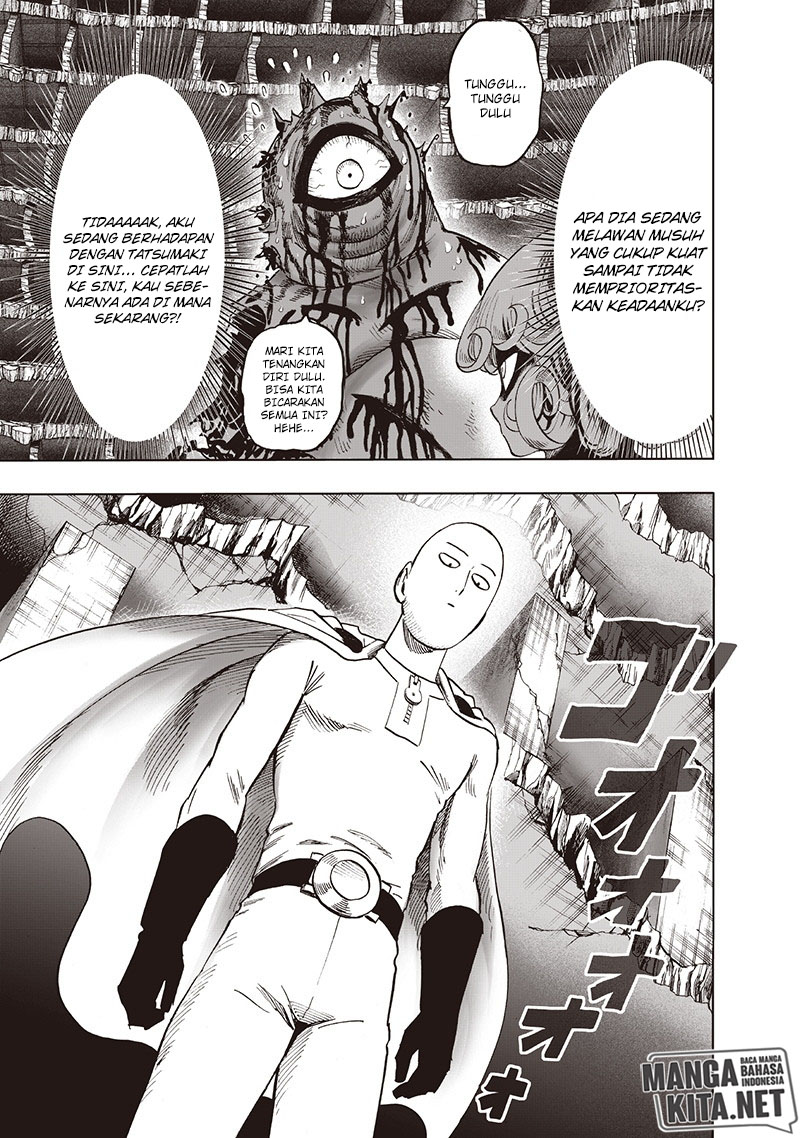 TUNGGU...
TUNGGU
DULU
APA DIA SEDANG
MELAWAN MUSUH
YANG CUKUP KUAT
SAMPAI TIDAK
MEMPRIORITAS-
KAN KEADAANKU?
TIDAAAAAK, AKU
SEDANG BERHADAPAN
DENGAN TATSUMAKI
DI SINI... CEPATLAH
KE SINI, KAU SEBE-
NARNYA ADA DI MANA
SEKARANG?!
MARI KITA
TENANGKAN
DIRI DULU.
BISA KITA
BICARAKAN
SEMUA INI?
HEHE...
ゴオオオオオ
MANGA
KITA.NET
BACA MANGA
BAHASA
INDONESIA